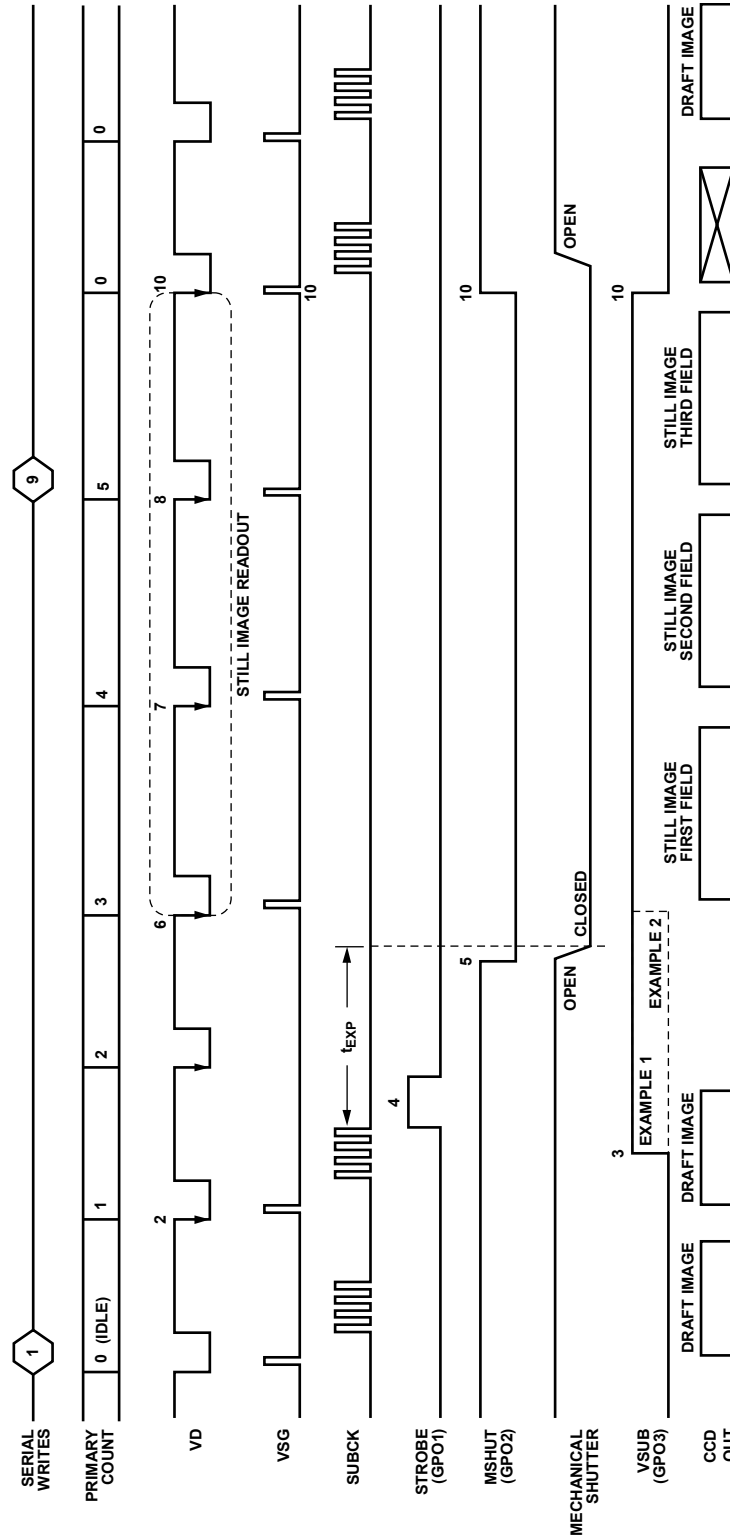 SERIAL
WRITES
1
9
PRIMARY
COUNT
0 (IDLE)
1
2
3
4
5
0
0
VD
2
6
7
8
10
STILL IMAGE READOUT
VSG
10
SUBCK
tEXP
STROBE
(GPO1)
4
MSHUT
(GPO2)
5
10
MECHANICAL
SHUTTER
OPEN
CLOSED
OPEN
VSUB
(GPO3)
3
EXAMPLE 1
EXAMPLE 2
10
CCD
OUT
DRAFT IMAGE
DRAFT IMAGE
STILL IMAGE
FIRST FIELD
STILL IMAGE
SECOND FIELD
STILL IMAGE
THIRD FIELD
DRAFT IMAGE